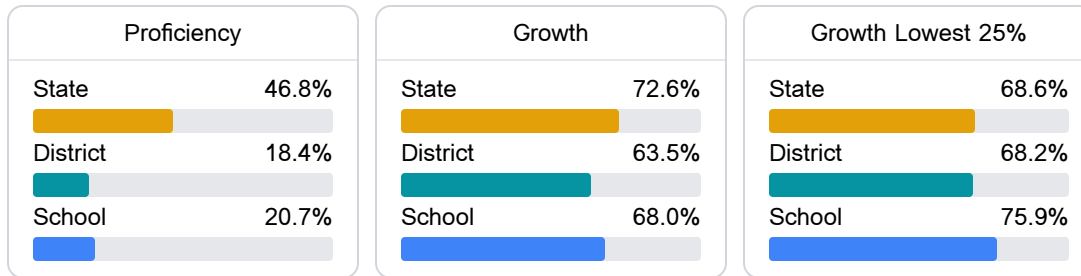 Proficiency
State 46.8%
District 18.4%
School 20.7%
Growth
State 72.6%
District 63.5%
School 68.0%
Growth Lowest 25%
State 68.6%
District 68.2%
School 75.9%